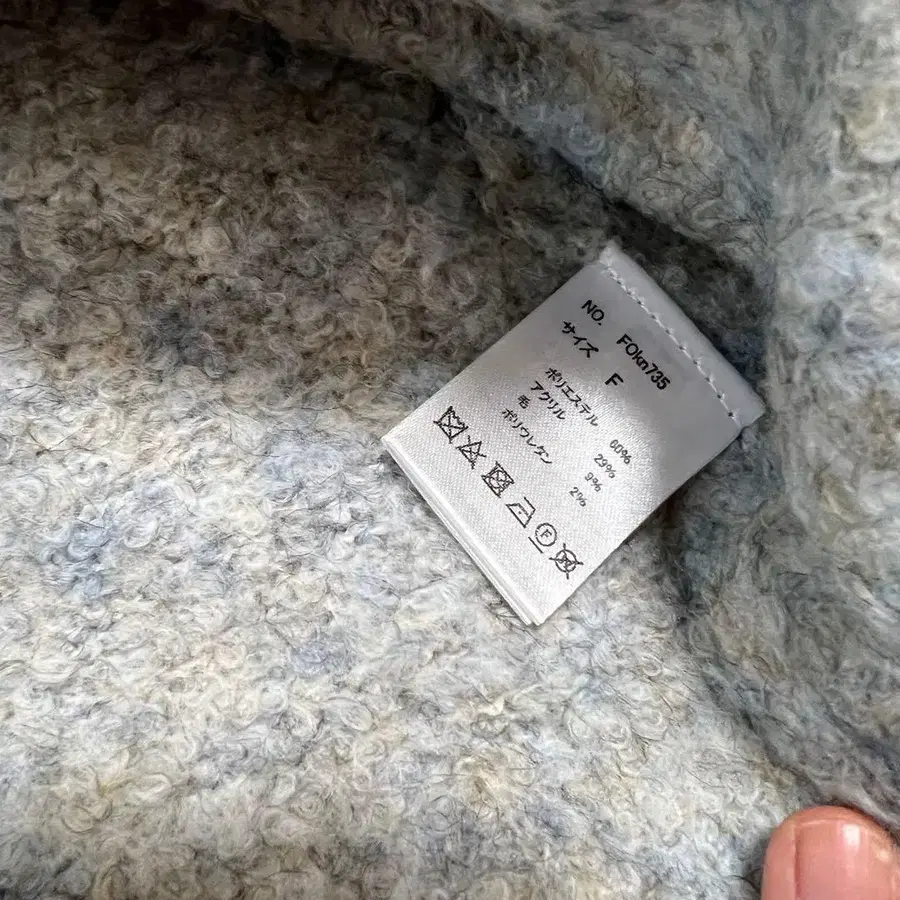 NO. FOkn735
サイズ F
ポリエステル 60%
アクリル 29%
毛 9%
ポリウレタン 2%
F
W